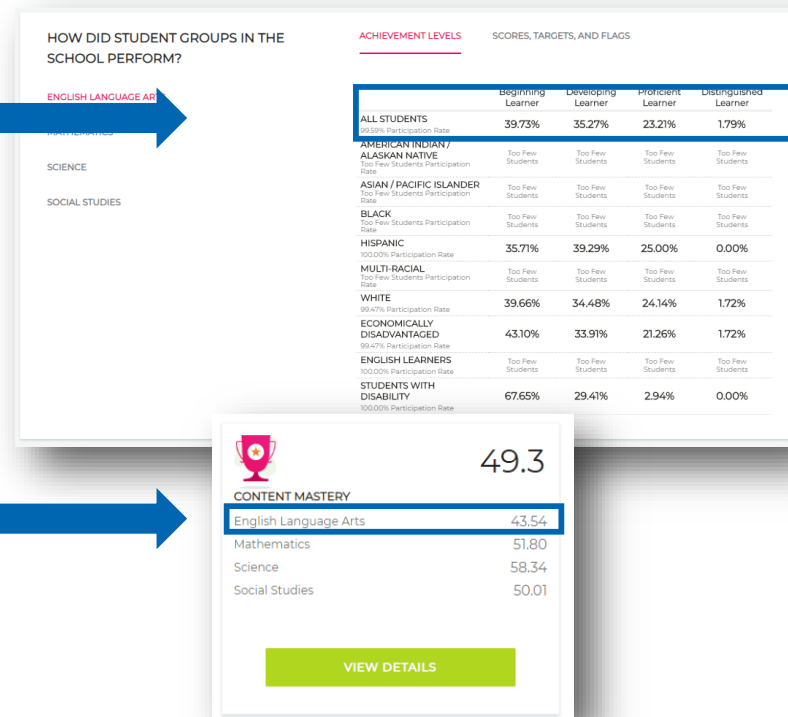 HOW DID STUDENT GROUPS IN THE
SCHOOL PERFORM?
ENGLISH LANGUAGE
MATHEMATICS
SCIENCE
SOCIAL STUDIES
ACHIEVEMENT LEVELS SCORES, TARGETS, AND FLAGS
Beginning Developing Proficient Distinguished
Learner Learner Learner Learner
ALL STUDENTS
99.59% Participation Rate
39.73% 35.27% 23.21% 1.79%
AMERICAN INDIAN /
ALASKAN NATIVE
Too Few Students Participation
Rate
Too Few Too Few Too Few Too Few
Students Students Students Students
ASIAN / PACIFIC ISLANDER
Too Few Students Participation
Rate
Too Few Too Few Too Few Too Few
Students Students Students Students
BLACK
Too Few Students Participation
Rate
Too Few Too Few Too Few Too Few
Students Students Students Students
HISPANIC
100.00% Participation Rate
35.71% 39.29% 25.00% 0.00%
MULTI-RACIAL
Too Few Students Participation
Rate
Too Few Too Few Too Few Too Few
Students Students Students Students
WHITE
99.47% Participation Rate
39.66% 34.48% 24.14% 1.72%
ECONOMICALLY
DISADVANTAGED
99.47% Participation Rate
43.10% 33.91% 21.26% 1.72%
ENGLISH LEARNERS
100.00% Participation Rate
Too Few Too Few Too Few Too Few
Students Students Students Students
STUDENTS WITH
DISABILITY
100.00% Participation Rate
67.65% 29.41% 2.94% 0.00%
49.3
CONTENT MASTERY
English Language Arts 43.54
Mathematics 51.80
Science 58.34
Social Studies 50.01
VIEW DETAILS